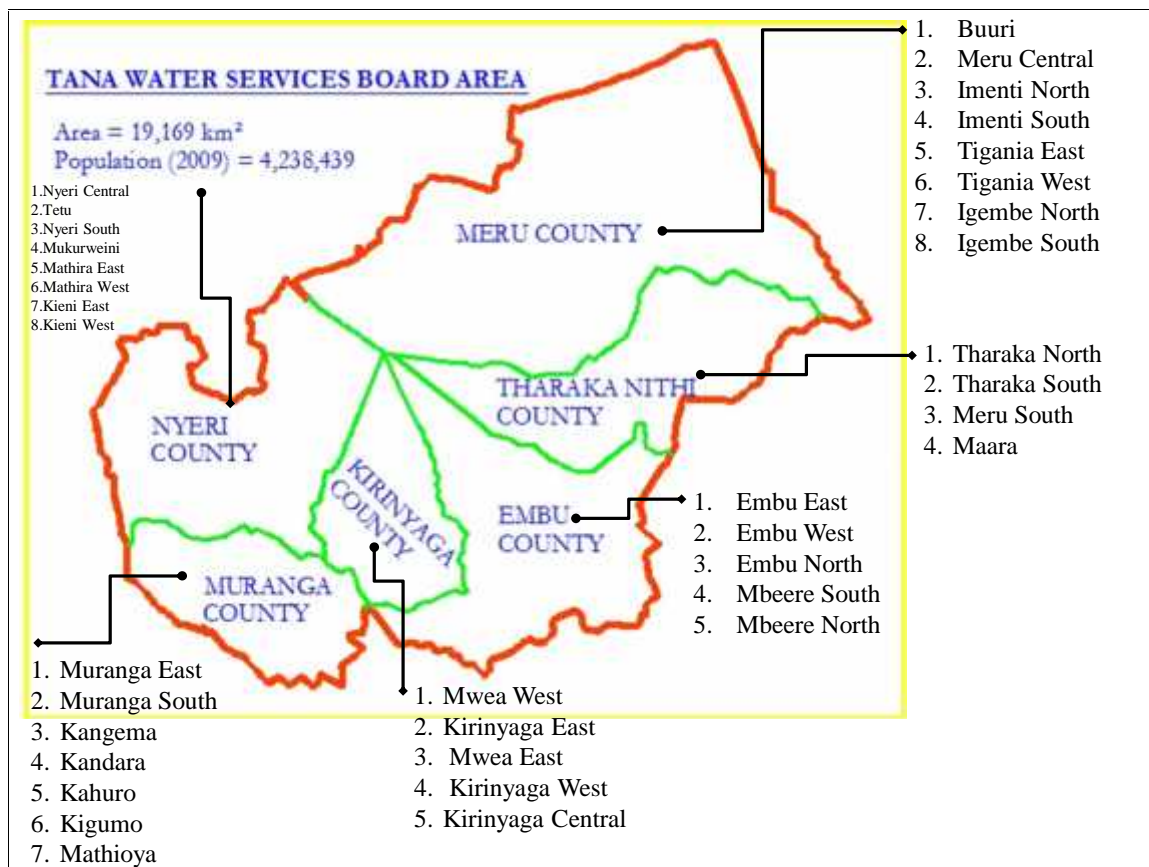 TANA WATER SERVICES BOARD AREA
Area = 19,169 km²
Population (2009) = 4,238,439
1.Nyeri Central
2.Tetu
3.Nyeri South
4.Mukurweini
5.Mathira East
6.Mathira West
7.Kieni East
8.Kieni West
1. Buuri
2. Meru Central
3. Imenti North
4. Imenti South
5. Tigania East
6. Tigania West
7. Igembe North
8. Igembe South
MERU COUNTY
THARAKA NITHI
COUNTY
1. Tharaka North
2. Tharaka South
3. Meru South
4. Maara
NYERI
COUNTY
KIRINYAGA
COUNTY
EMBU
COUNTY
1. Embu East
2. Embu West
3. Embu North
4. Mbeere South
5. Mbeere North
MURANGA
COUNTY
1. Muranga East
2. Muranga South
3. Kangema
4. Kandara
5. Kahuro
6. Kigumo
7. Mathioya
1. Mwea West
2. Kirinyaga East
3. Mwea East
4. Kirinyaga West
5. Kirinyaga Central